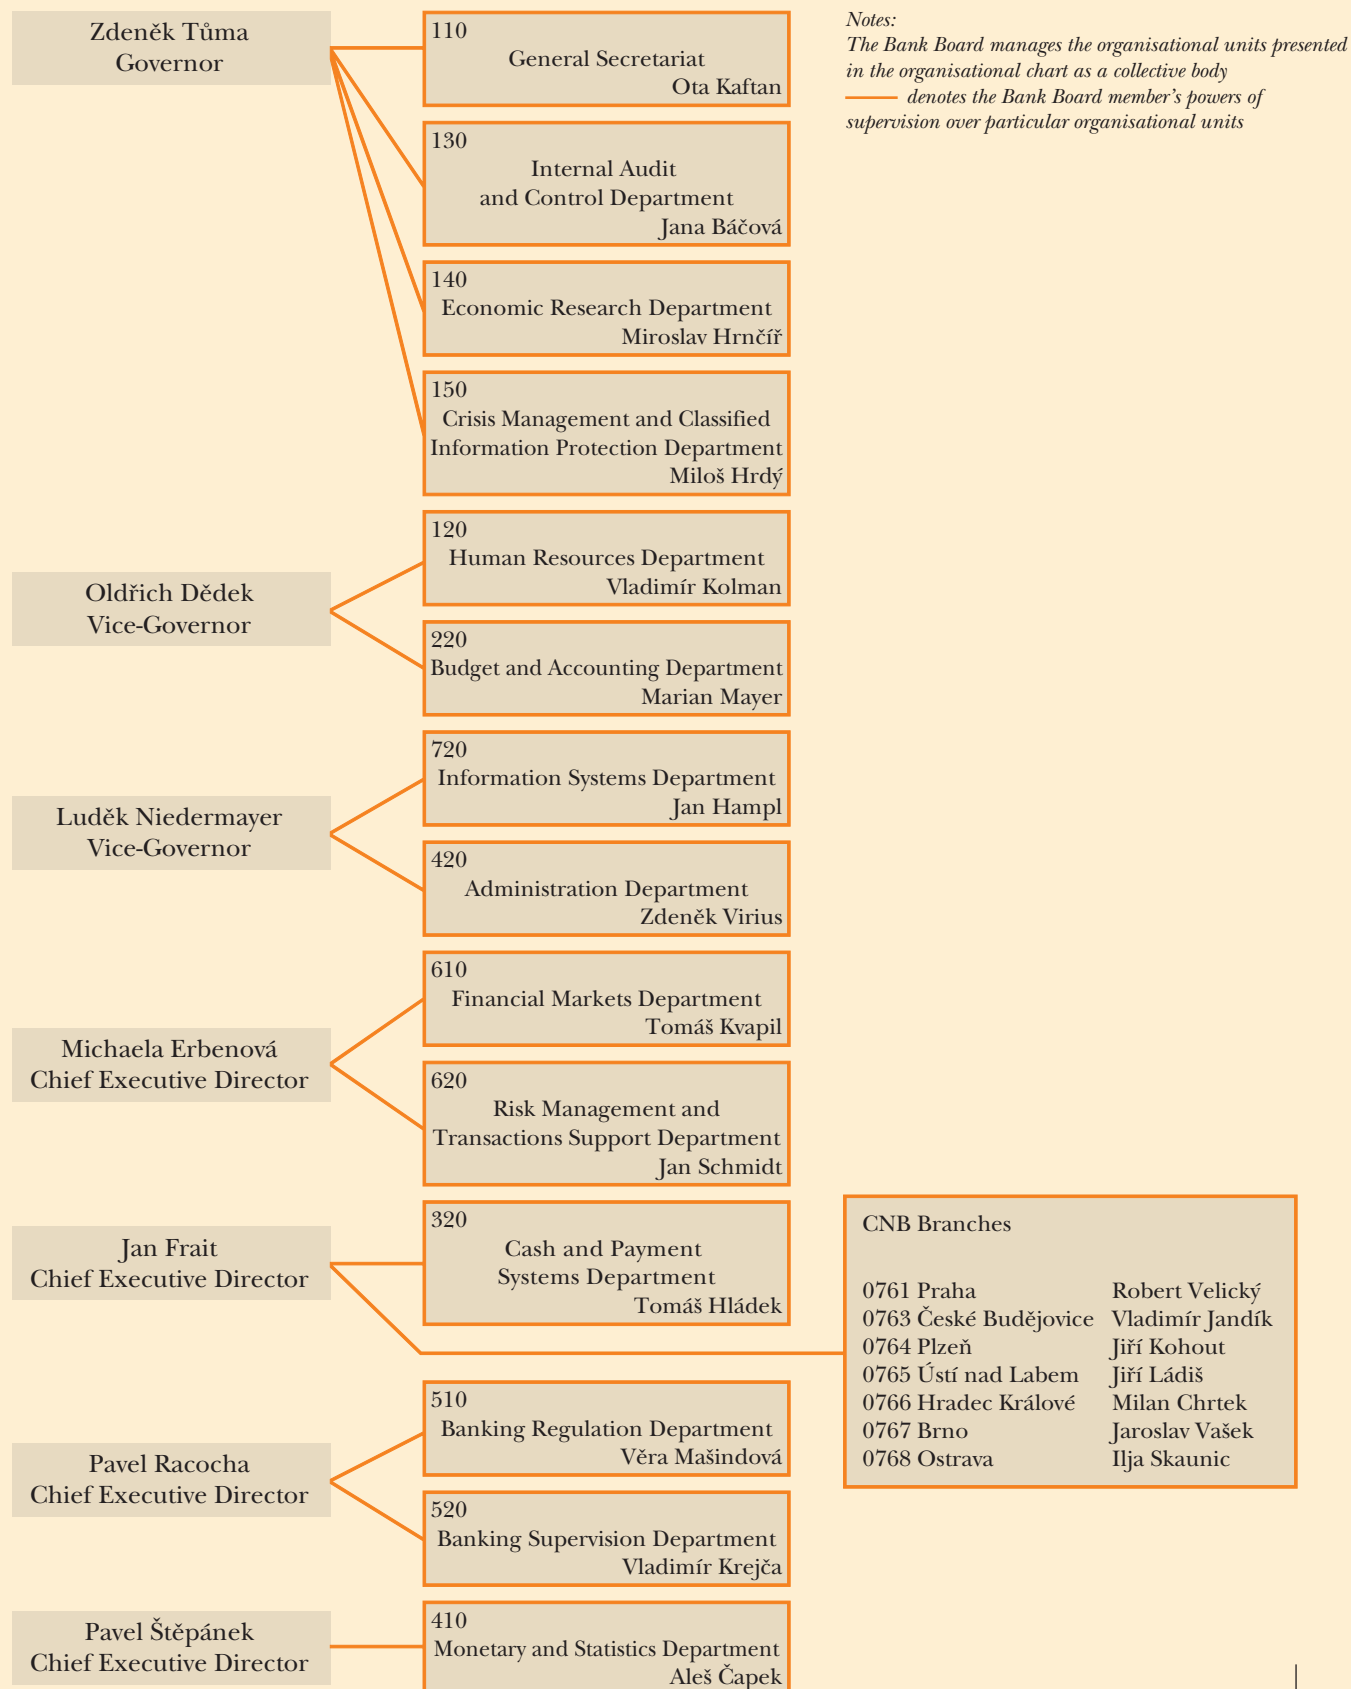 Zdeněk Tůma
Governor
110
General Secretariat
Ota Kaftan
130
Internal Audit
and Control Department
Jana Báčová
140
Economic Research Department
Miroslav Hrnčíř
150
Crisis Management and Classified
Information Protection Department
Miloš Hrdý
Notes:
The Bank Board manages the organisational units presented
in the organisational chart as a collective body
denotes the Bank Board member's powers of
supervision over particular organisational units
Oldřich Dědek
Vice-Governor
120
Human Resources Department
Vladimír Kolman
220
Budget and Accounting Department
Marian Mayer
Luděk Niedermayer
Vice-Governor
720
Information Systems Department
Jan Hampl
420
Administration Department
Zdeněk Virius
Michaela Erbenová
Chief Executive Director
610
Financial Markets Department
Tomáš Kvapil
620
Risk Management and
Transactions Support Department
Jan Schmidt
Jan Frait
Chief Executive Director
320
Cash and Payment
Systems Department
Tomáš Hládek
CNB Branches
0761 Praha Robert Velický
0763 České Budějovice Vladimír Jandík
0764 Plzeň Jiří Kohout
0765 Ústí nad Labem Jiří Ládiš
0766 Hradec Králové Milan Chrtek
0767 Brno Jaroslav Vašek
0768 Ostrava Ilja Skaunic
Pavel Racocha
Chief Executive Director
510
Banking Regulation Department
Věra Mašindová
520
Banking Supervision Department
Vladimír Krejča
Pavel Štěpánek
Chief Executive Director
410
Monetary and Statistics Department
Aleš Čapek